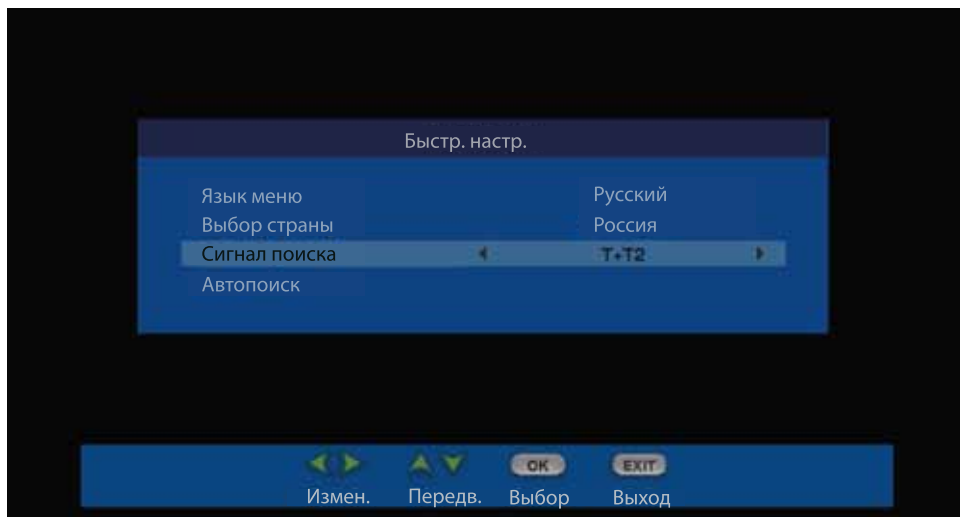 Быстр. настр.
Язык меню Русский
Выбор страны Россия
Сигнал поиска T+T2
Автопоиск
OK EXIT
Измен. Передв. Выбор Выход